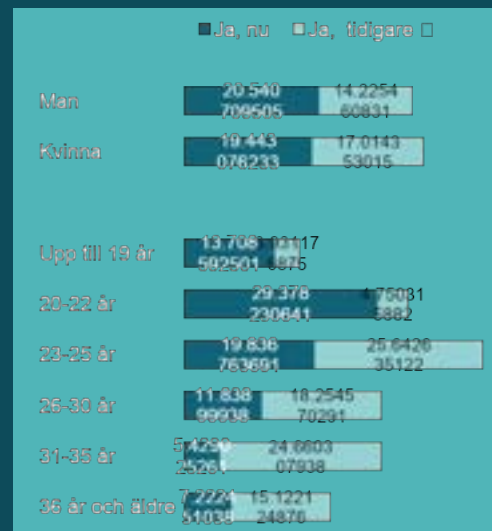 Ja, nu Ja, tidigare
Man
20.540
709505
14.2254
60831
Kvinna
19.443
076233
17.0143
53015
Upp till 19 år
13.708
592501
20-22 år
29.378
230641
4.75031
5882
23-25 år
19.836
763691
25.6426
35122
26-30 år
11.838
99938
18.2545
70291
31-35 år
24.6603
07938
36 år och äldre
15.1221
24876